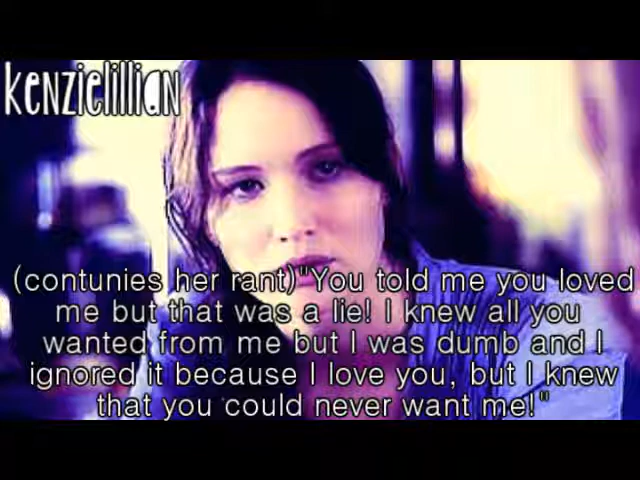 kenzielillian
(contunies her rant)"You told me you loved
me but that was a lie! I knew all you
wanted from me but I was dumb and I
ignored it because I love you, but I knew
that you could never want me!"